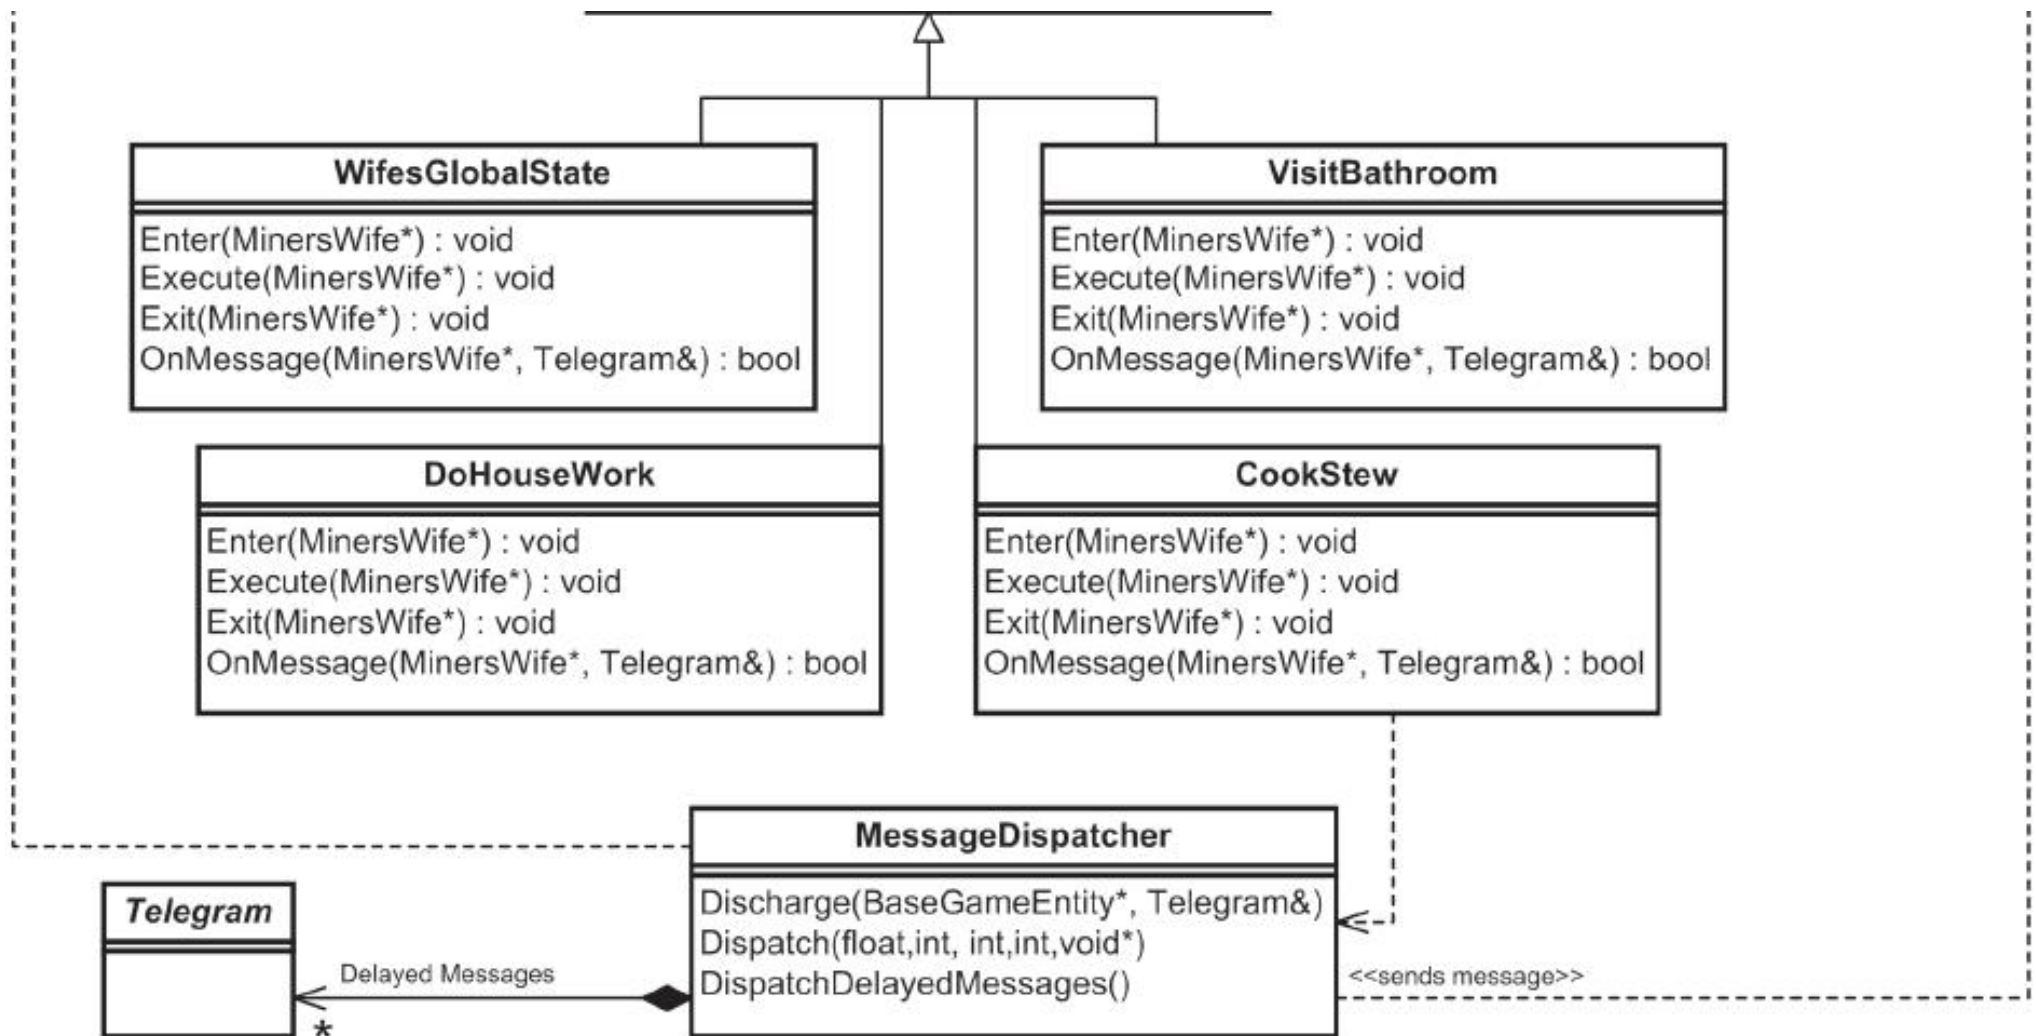 WifesGlobalState
Enter(MinersWife*) : void
Execute(MinersWife*) : void
Exit(MinersWife*) : void
OnMessage(MinersWife*, Telegram&) : bool
VisitBathroom
Enter(MinersWife*) : void
Execute(MinersWife*) : void
Exit(MinersWife*) : void
OnMessage(MinersWife*, Telegram&) : bool
DoHouseWork
Enter(MinersWife*) : void
Execute(MinersWife*) : void
Exit(MinersWife*) : void
OnMessage(MinersWife*, Telegram&) : bool
CookStew
Enter(MinersWife*) : void
Execute(MinersWife*) : void
Exit(MinersWife*) : void
OnMessage(MinersWife*, Telegram&) : bool
MessageDispatcher
Discharge(BaseGameEntity*, Telegram&)
Dispatch(float,int, int,int,void*)
DispatchDelayedMessages()
Telegram
Delayed Messages
*
<<sends message>>